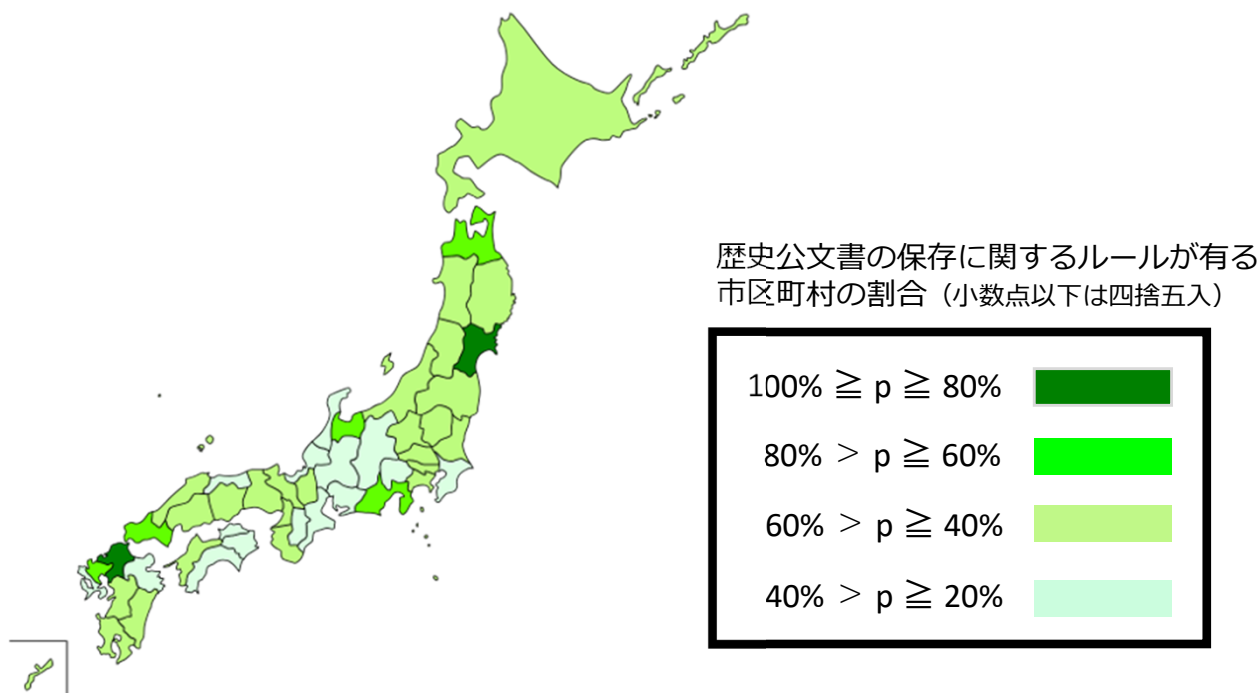 歴史公文書の保存に関するルールが有る
市区町村の割合（小数点以下は四捨五入）
100% ≧ p ≧ 80%
80% > p ≧ 60%
60% > p ≧ 40%
40% > p ≧ 20%